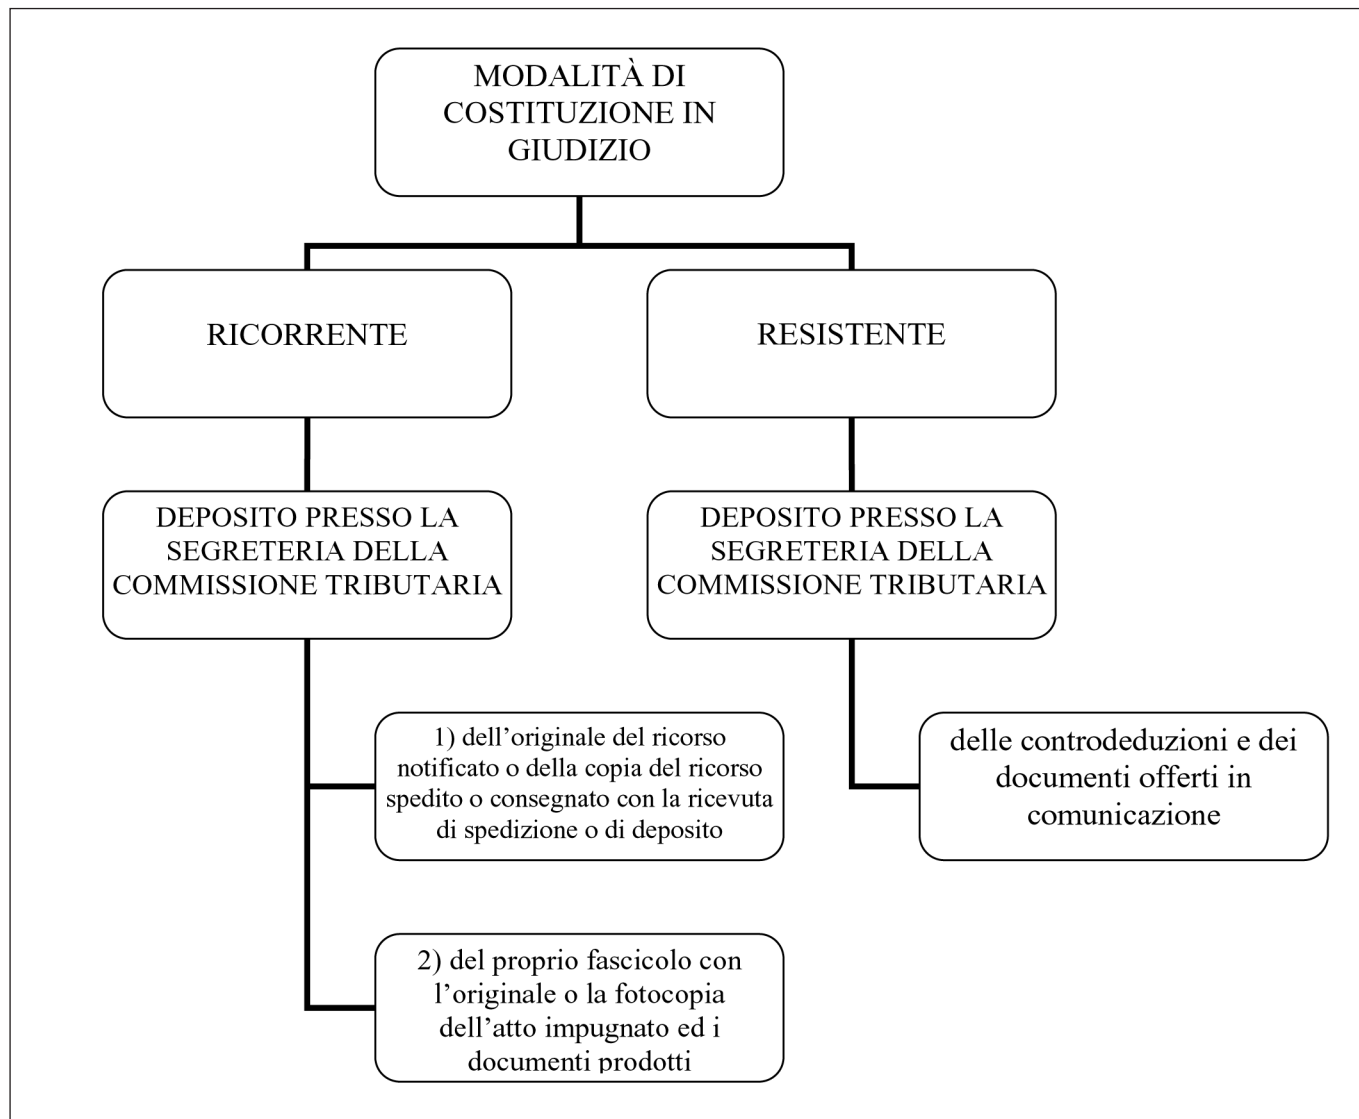 MODALITÀ DI
COSTITUZIONE IN
GIUDIZIO
RICORRENTE
RESISTENTE
DEPOSITO PRESSO LA
SEGRETERIA DELLA
COMMISSIONE TRIBUTARIA
DEPOSITO PRESSO LA
SEGRETERIA DELLA
COMMISSIONE TRIBUTARIA
1) dell’originale del ricorso
notificato o della copia del ricorso
spedito o consegnato con la ricevuta
di spedizione o di deposito
delle controdeduzioni e dei
documenti offerti in
comunicazione
2) del proprio fascicolo con
l’originale o la fotocopia
dell’atto impugnato ed i
documenti prodotti